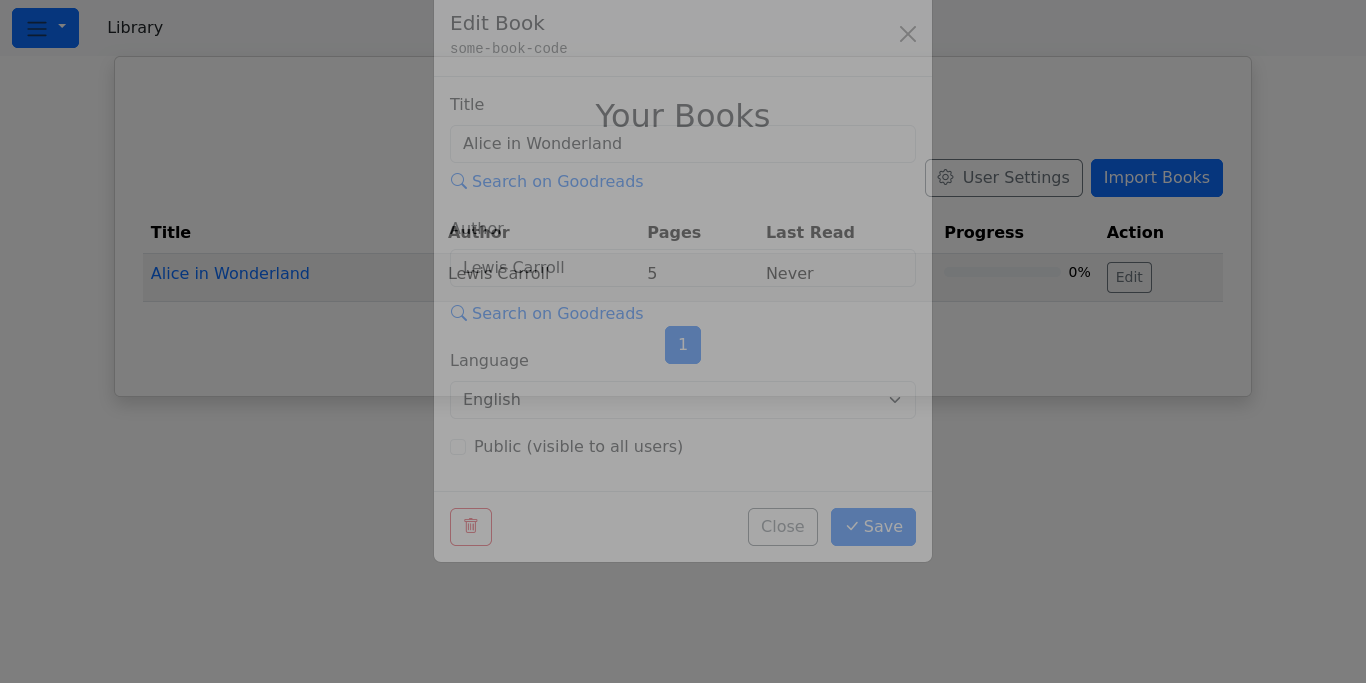 Library
Edit Book
some-book-code
Title
Alice in Wonderland
Search on Goodreads
Author
Lewis Carroll
Search on Goodreads
Language
English
Public (visible to all users)
Close
Save
Your Books
User Settings
Import Books
Title Author Pages Last Read Progress Action
Alice in Wonderland Lewis Carroll 5 Never 0% Edit
1